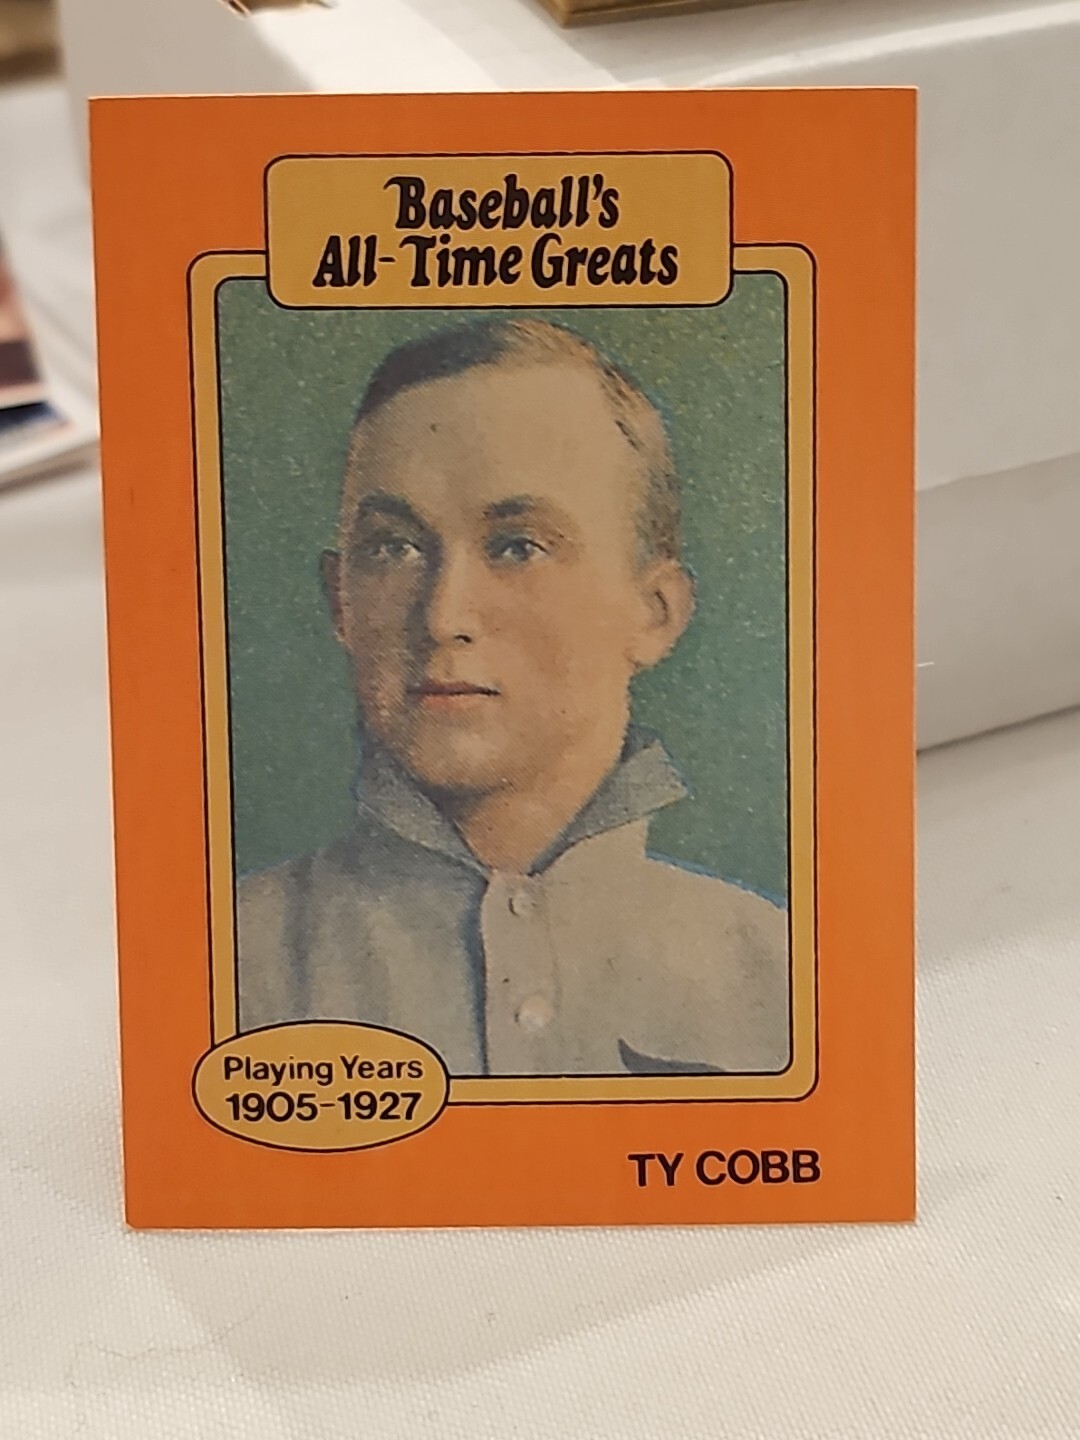 Baseball's
All-Time Greats
Playing Years
1905-1927
TY COBB